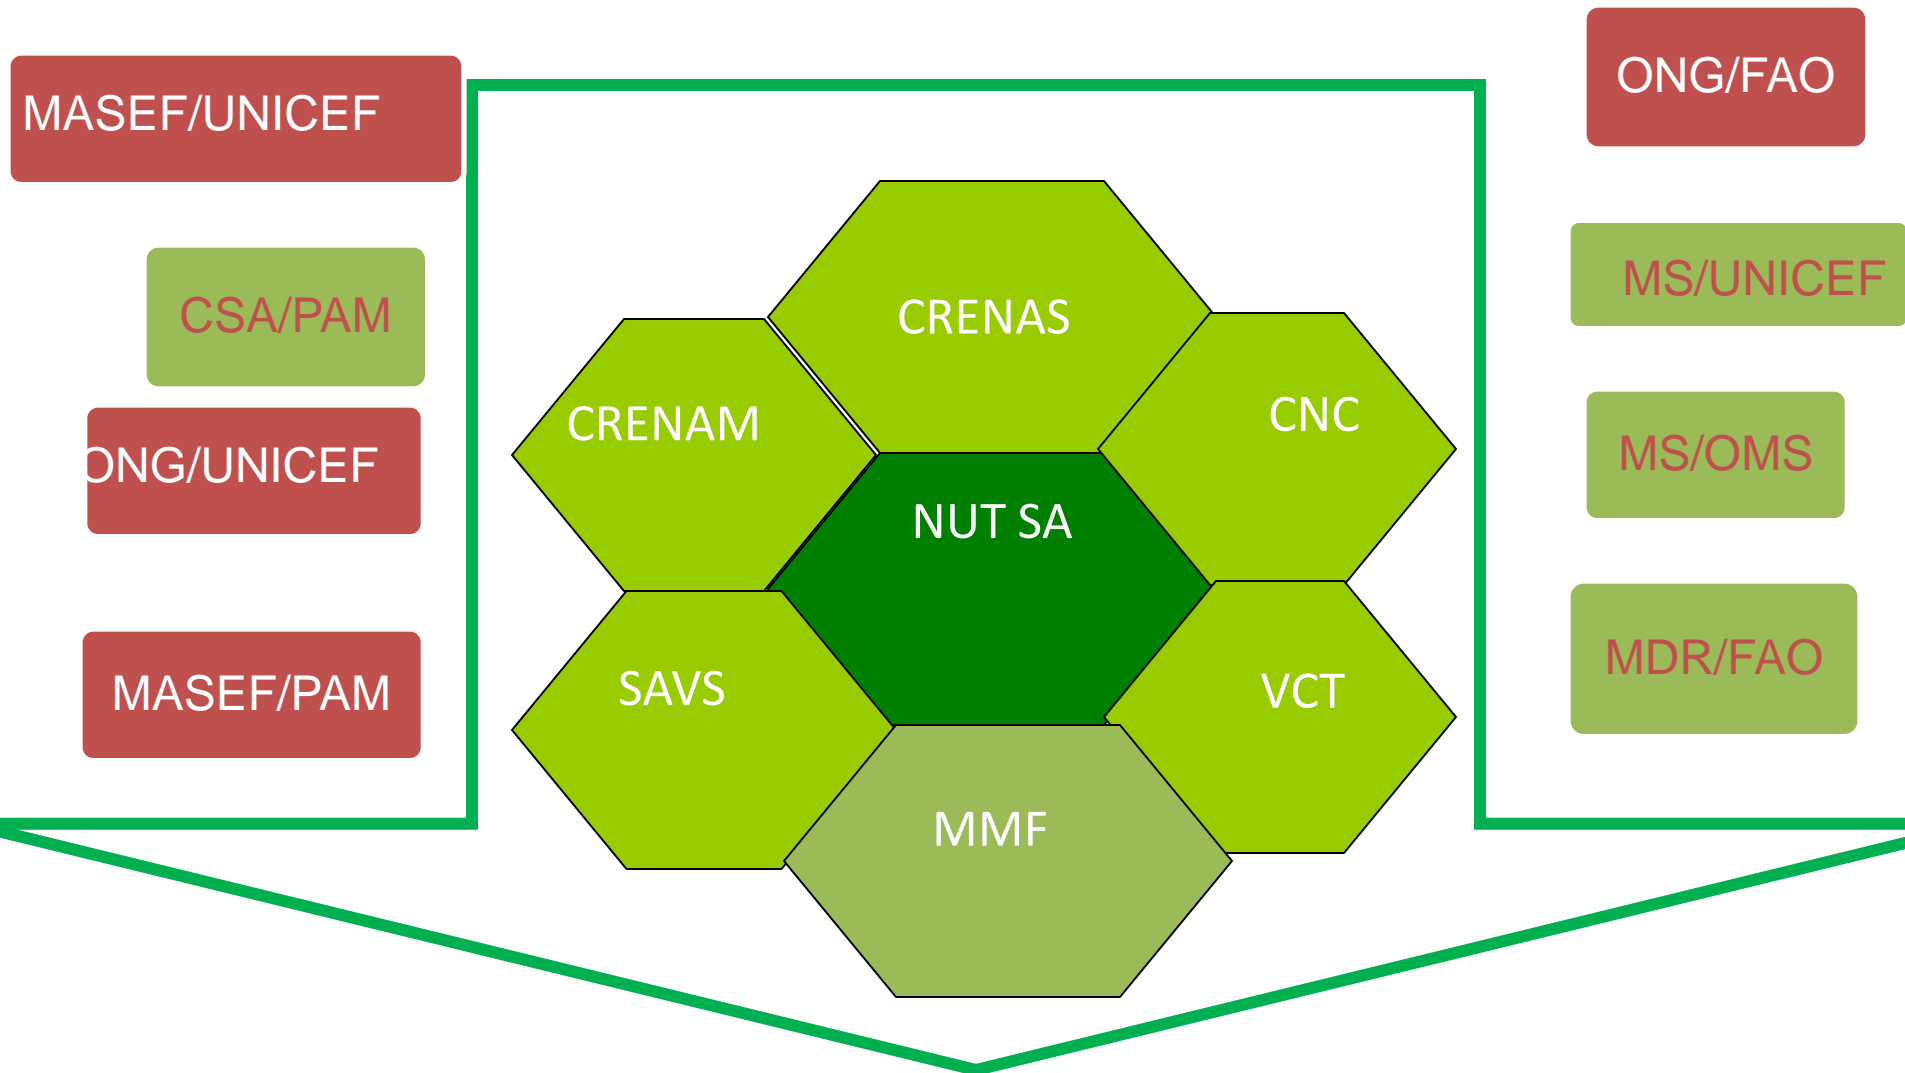 MASEF/UNICEF
CSA/PAM
ONG/UNICEF
MASEF/PAM
CRENAS
CRENAM
CNC
NUT SA
SAVS
VCT
MMF
ONG/FAO
MS/UNICEF
MS/OMS
MDR/FAO